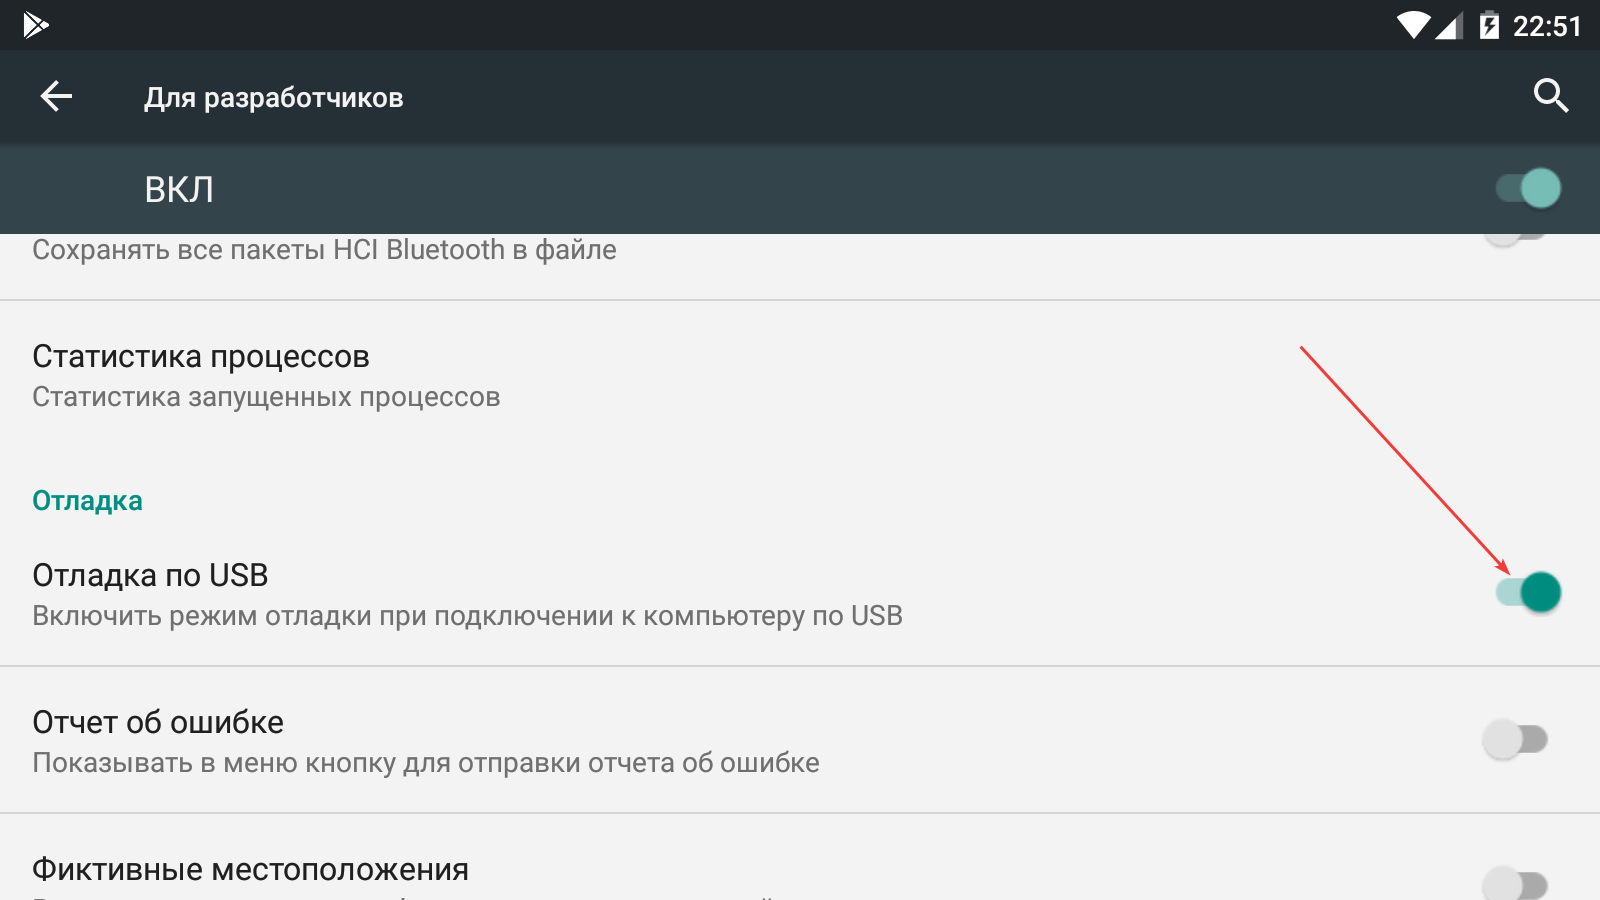 22:51
Для разработчиков
ВКЛ
Сохранять все пакеты HCI Bluetooth в файле
Статистика процессов
Статистика запущенных процессов
Отладка
Отладка по USB
Включить режим отладки при подключении к компьютеру по USB
Отчет об ошибке
Показывать в меню кнопку для отправки отчета об ошибке
Фиктивные местоположения